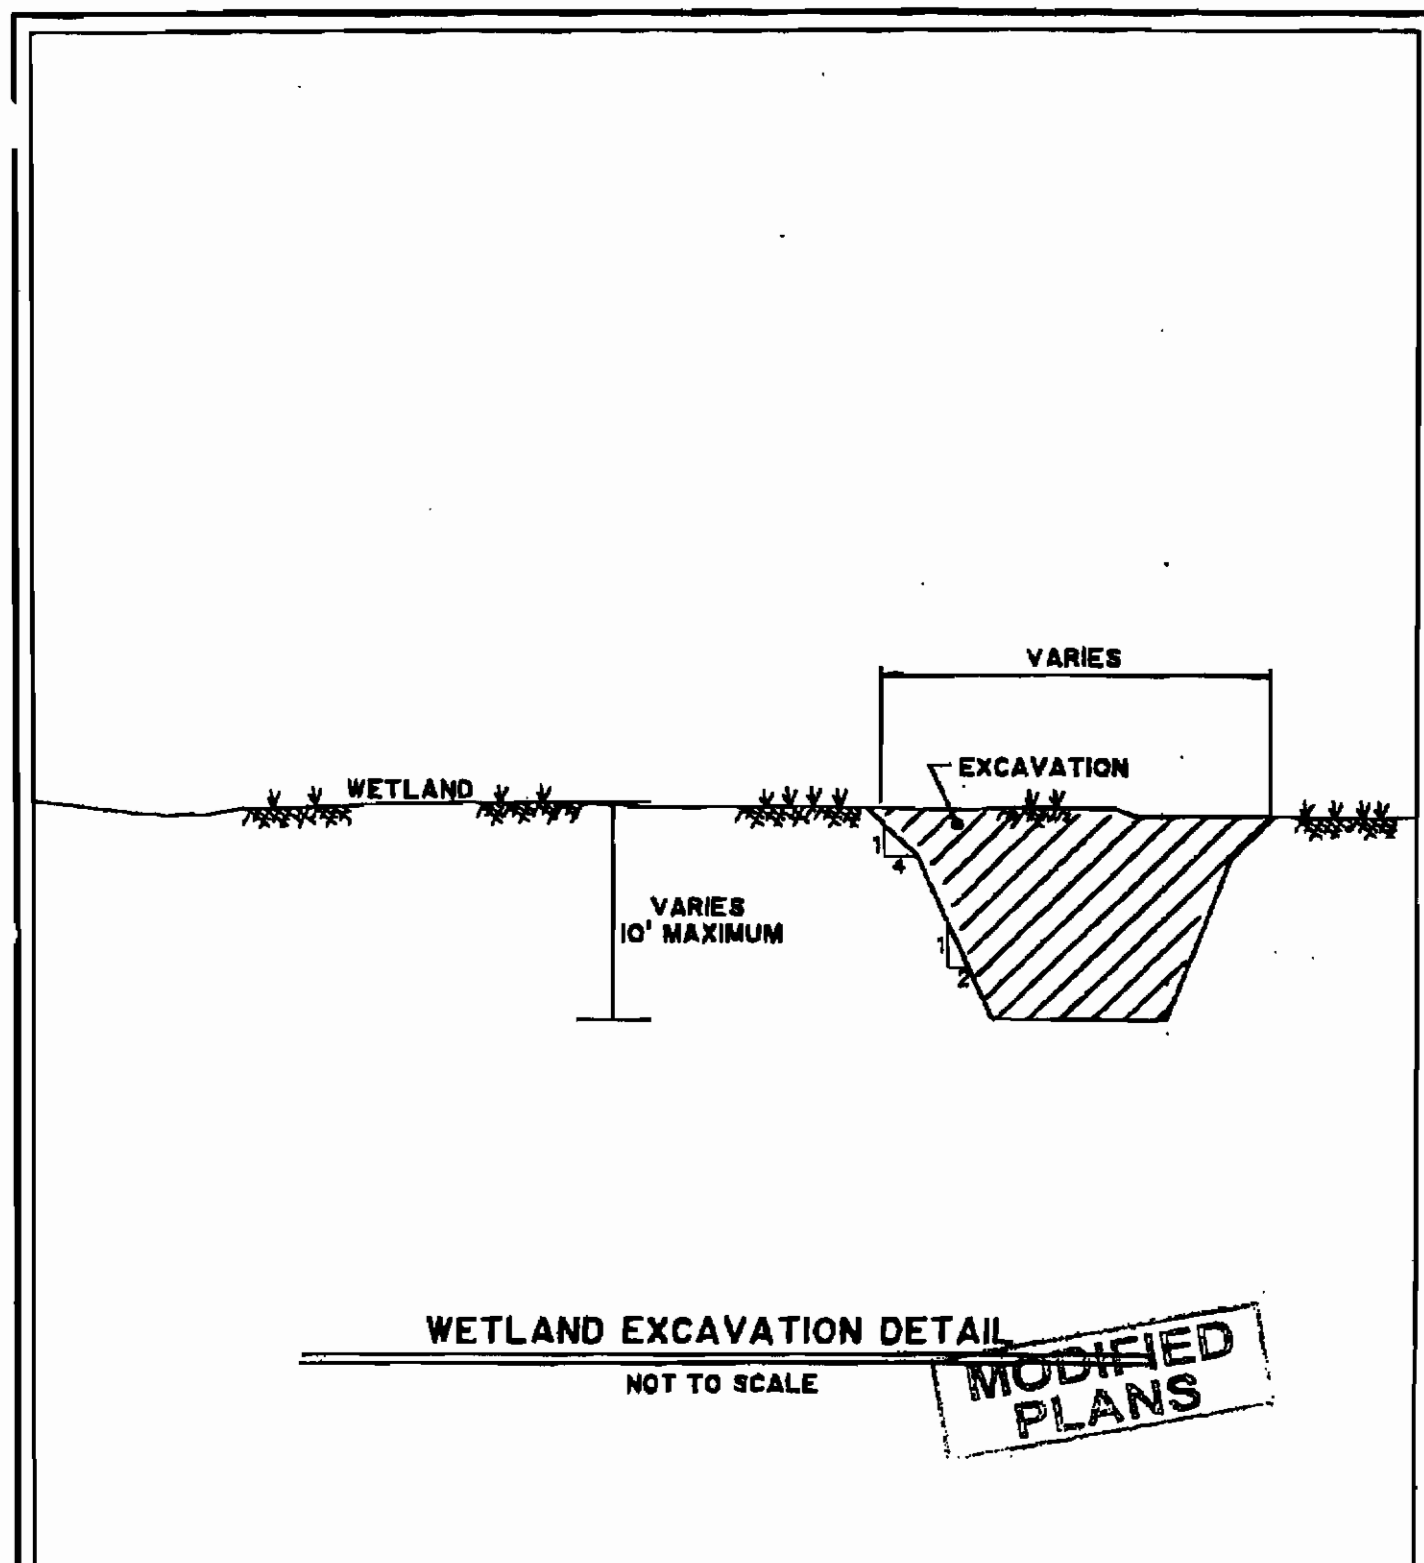 VARIES
EXCAVATION
WETLAND
1
4
VARIES
10' MAXIMUM
1
2
WETLAND EXCAVATION DETAIL
NOT TO SCALE
MODIFIED
PLANS